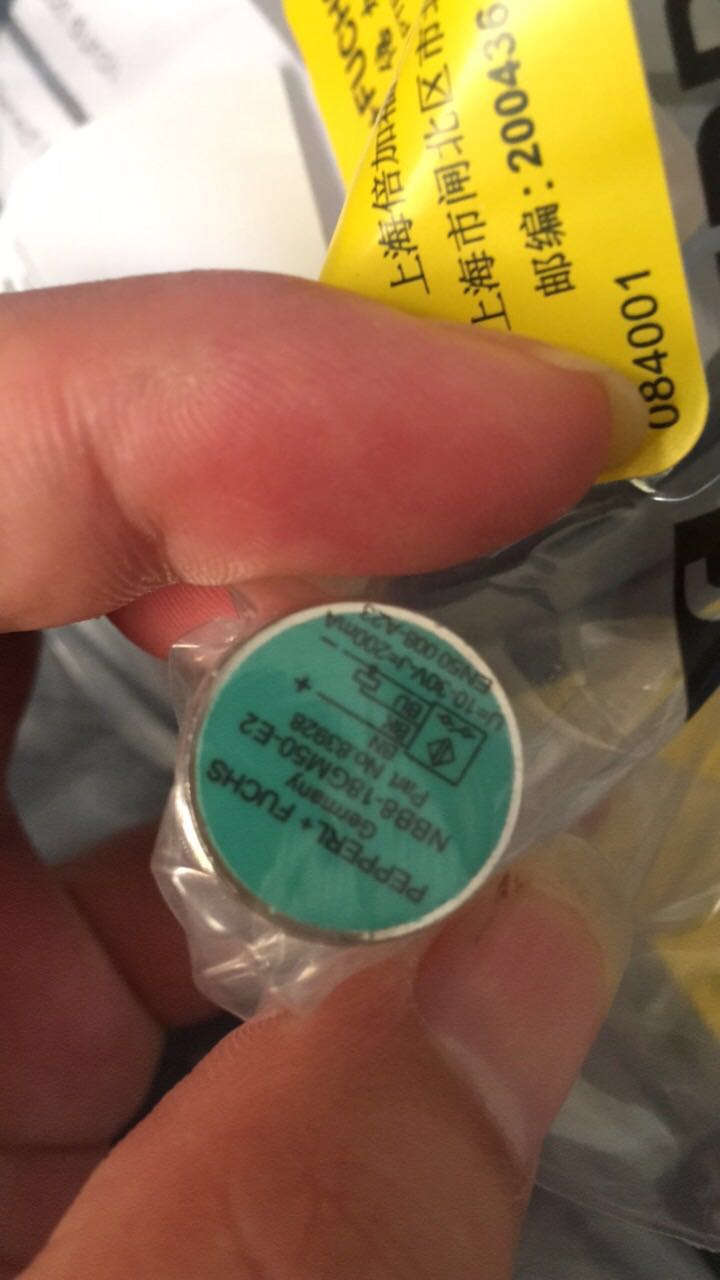 FUCH
上海倍加福
上海市闸北区市
邮编:200436
084001
PEPPERL+ FUCHS
Germany
NBB8-18GM50-E2
Part No.83928
BN
BK
BU
+
-
U=10-30V-I=200mA
EN50 008-A23